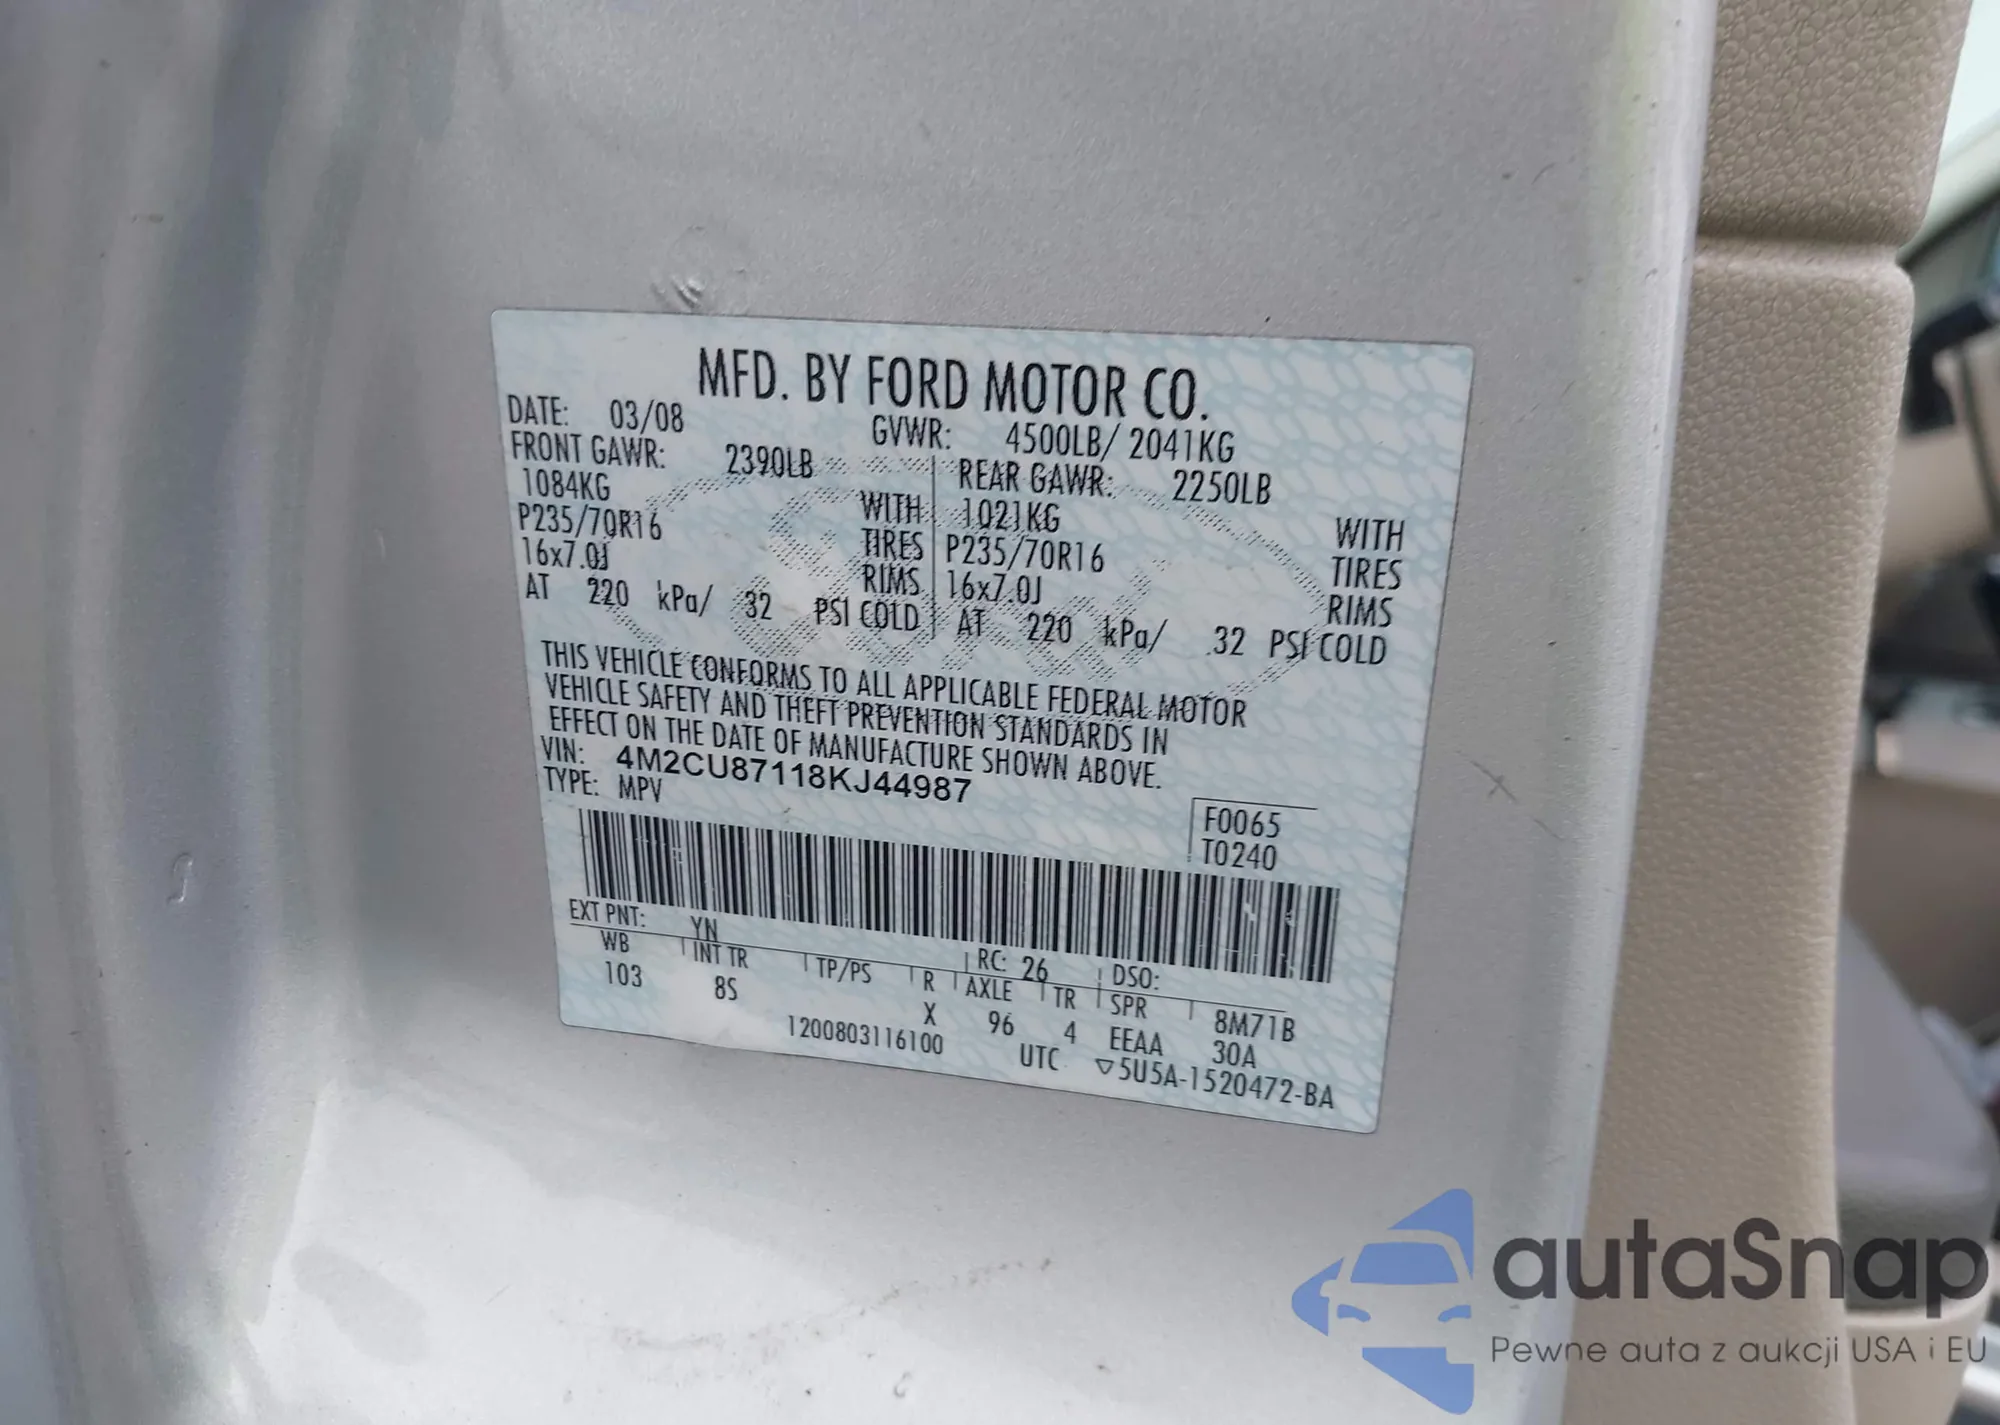 MFD. BY FORD MOTOR CO.
DATE: 03/08 GVWR: 4500LB/ 2041KG
FRONT GAWR: 2390LB REAR GAWR: 2250LB
1084KG WITH 1021KG WITH
P235/70R16 TIRES P235/70R16 TIRES
16x7.0J RIMS 16x7.0J RIMS
AT 220 kPa/ 32 PSI COLD AT 220 kPa/ 32 PSI COLD
THIS VEHICLE CONFORMS TO ALL APPLICABLE FEDERAL MOTOR
VEHICLE SAFETY AND THEFT PREVENTION STANDARDS IN
EFFECT ON THE DATE OF MANUFACTURE SHOWN ABOVE.
VIN: 4M2CU87118KJ44987
TYPE: MPV
F0065
T0240
EXT PNT: YN RC: 26 DSO:
WB INT TR TP/PS R AXLE TR SPR 8M71B
103 8S X 96 4 EEAA 30A
1200803116100 UTC ▽5U5A-1520472-BA
autaSnap
Pewne auta z aukcji USA i EU